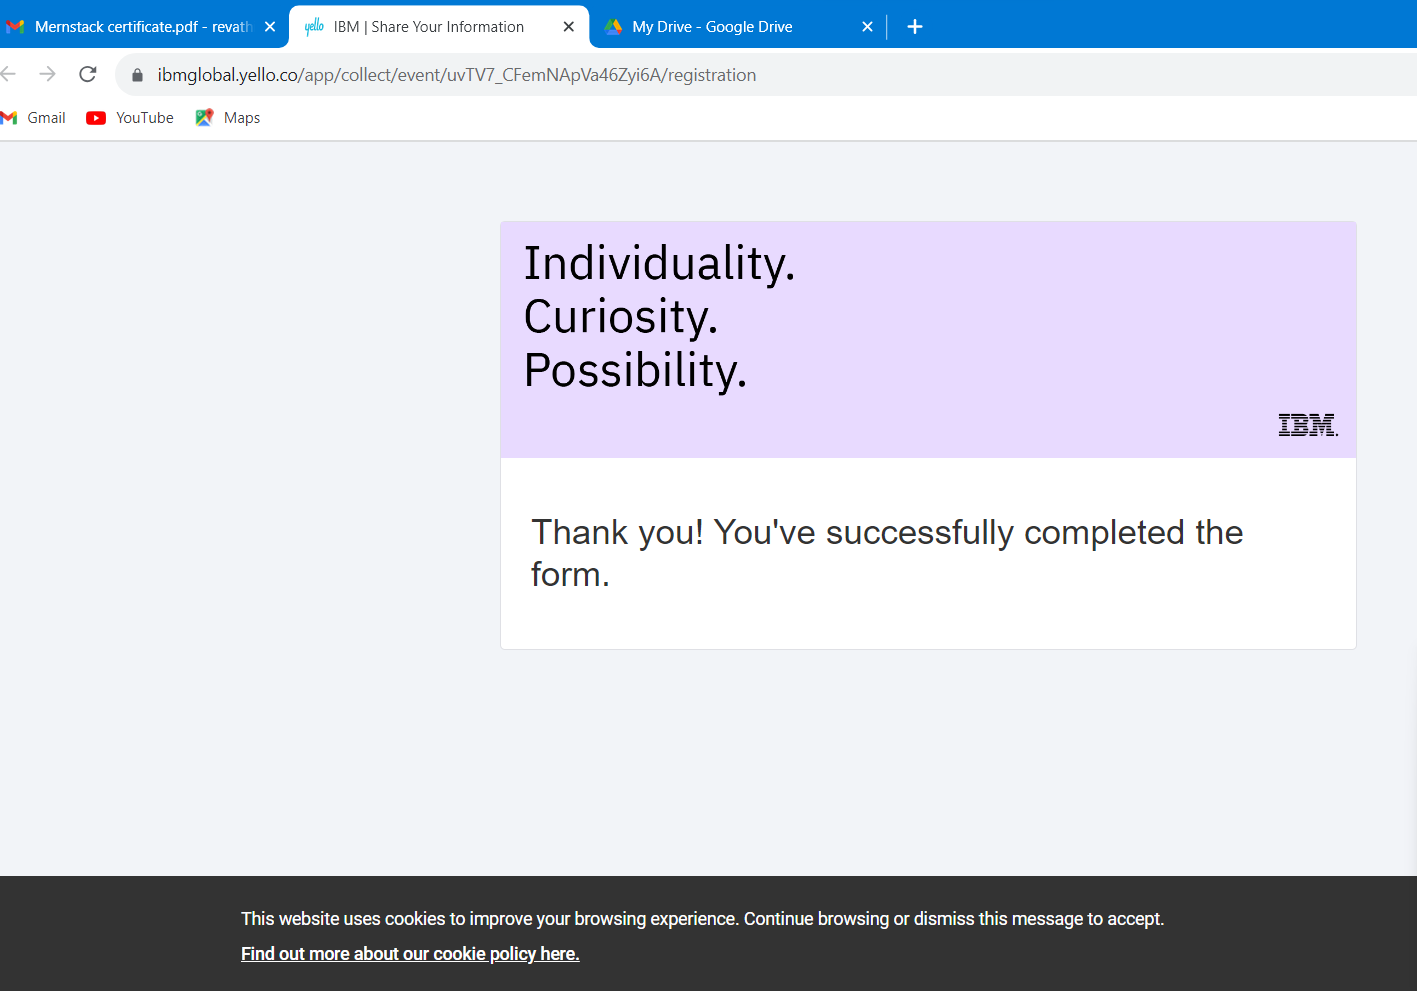 Mernstack certificate.pdf - revath
yello IBM | Share Your Information
My Drive - Google Drive
ibmglobal.yello.co/app/collect/event/uvTV7_CFemNApVa46Zyi6A/registration
Gmail YouTube Maps
Individuality.
Curiosity.
Possibility.
IBM.
Thank you! You've successfully completed the
form.
This website uses cookies to improve your browsing experience. Continue browsing or dismiss this message to accept.
Find out more about our cookie policy here.